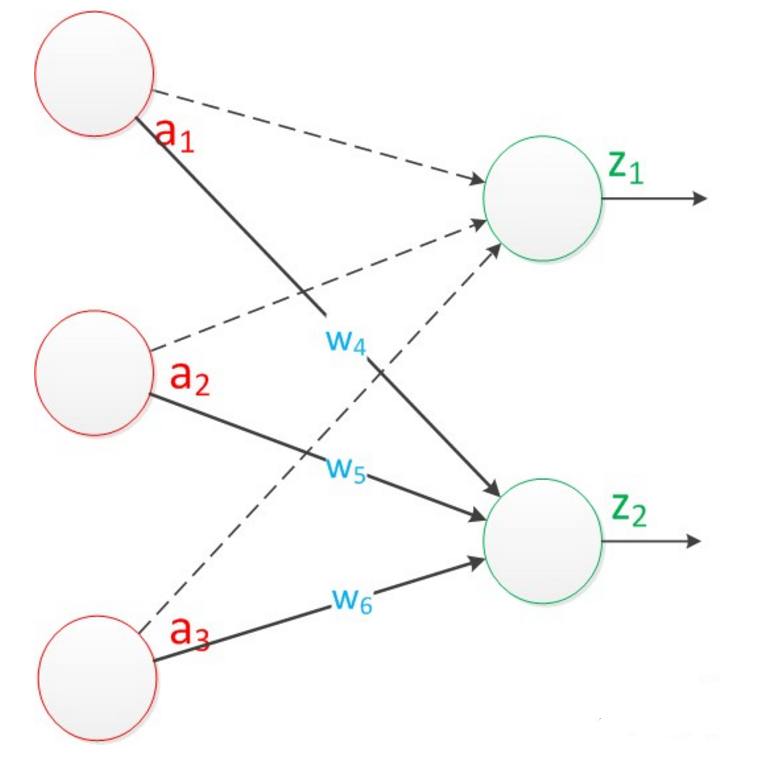 a₁
z₁
w₄
a₂
w₅
z₂
w₆
a₃